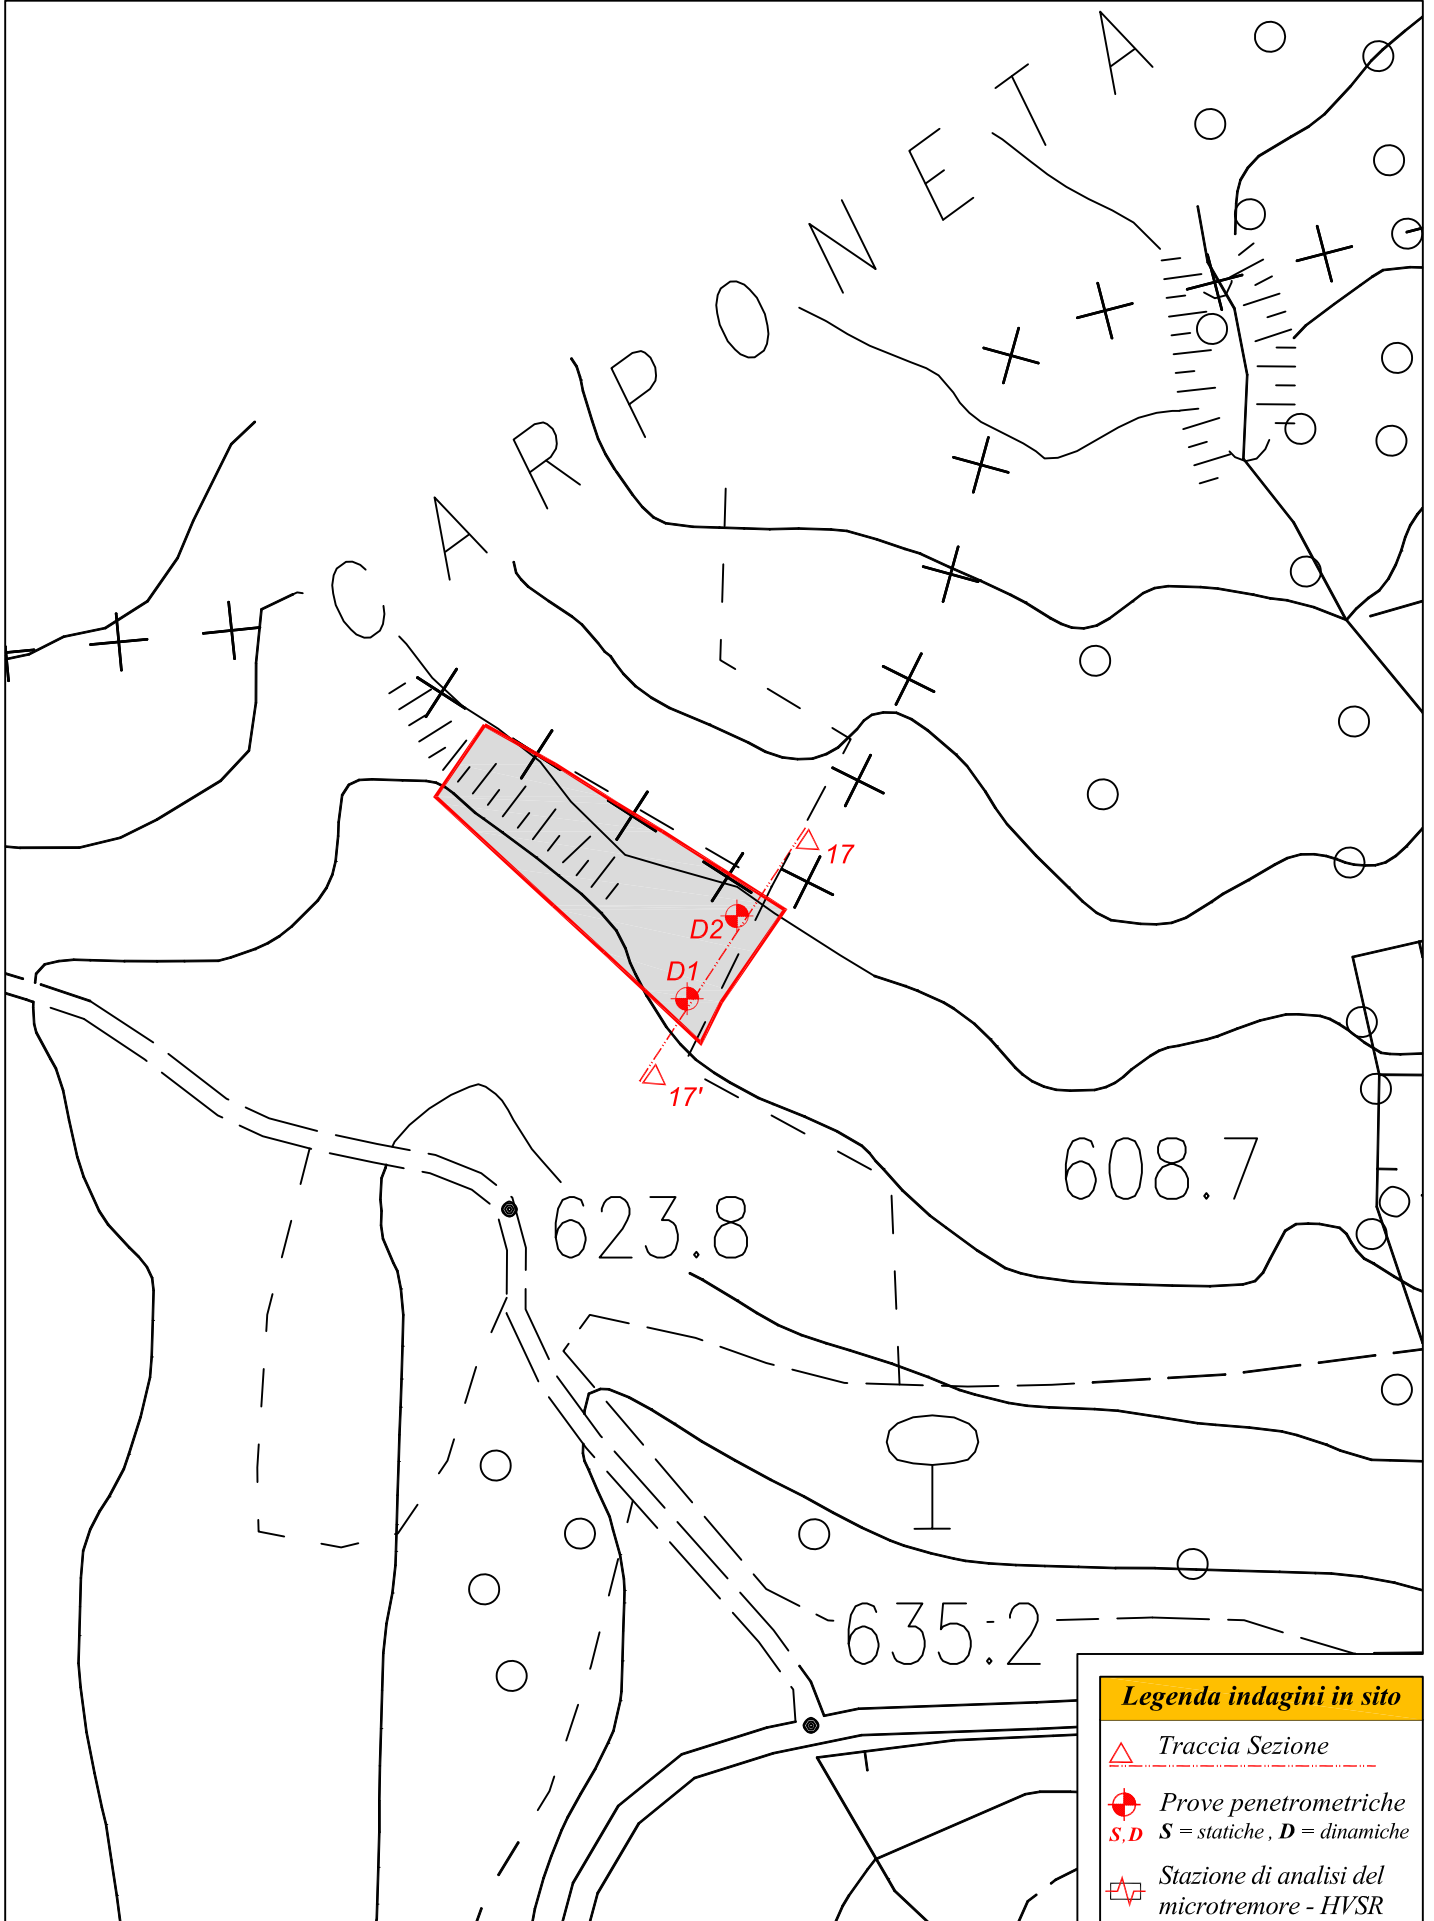 CARPONETA
17
D2
D1
17'
608.7
623.8
635.2
Legenda indagini in sito
Traccia Sezione
Prove penetrometriche
S,D S = statiche , D = dinamiche
Stazione di analisi del
microtremore - HVSR